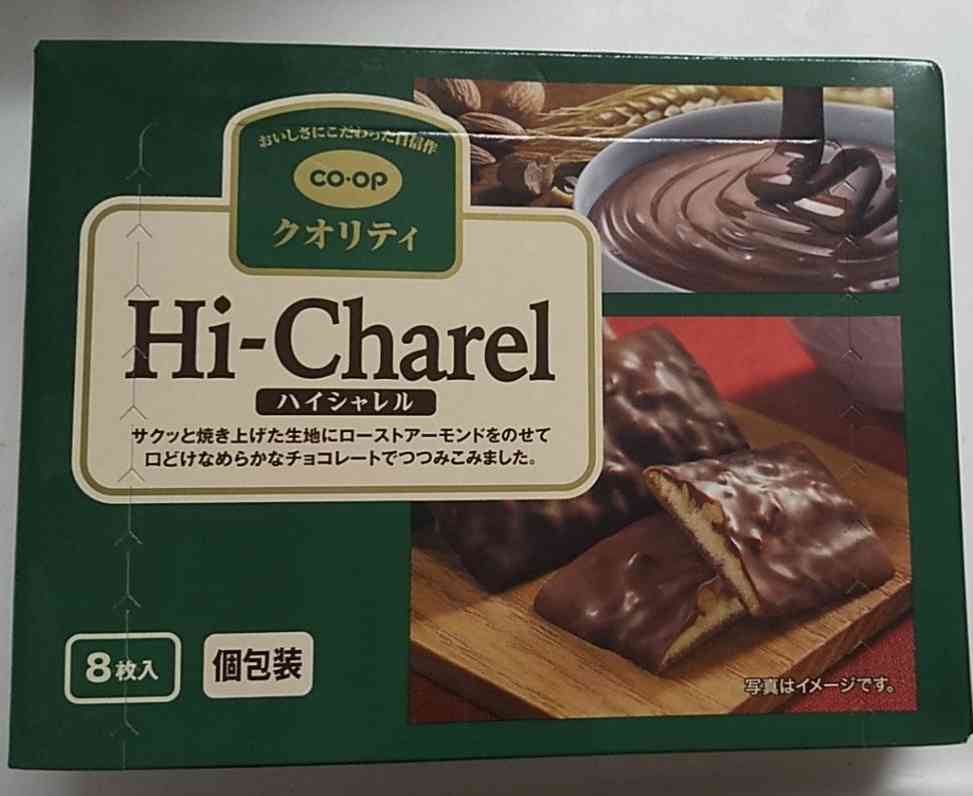 おいしさにこだわった自信作
CO·OP
クオリティ
Hi-Charel
ハイシャレル
サクッと焼き上げた生地にローストアーモンドをのせて
口どけなめらかなチョコレートでつつみこみました。
8枚入
個包装
写真はイメージです。